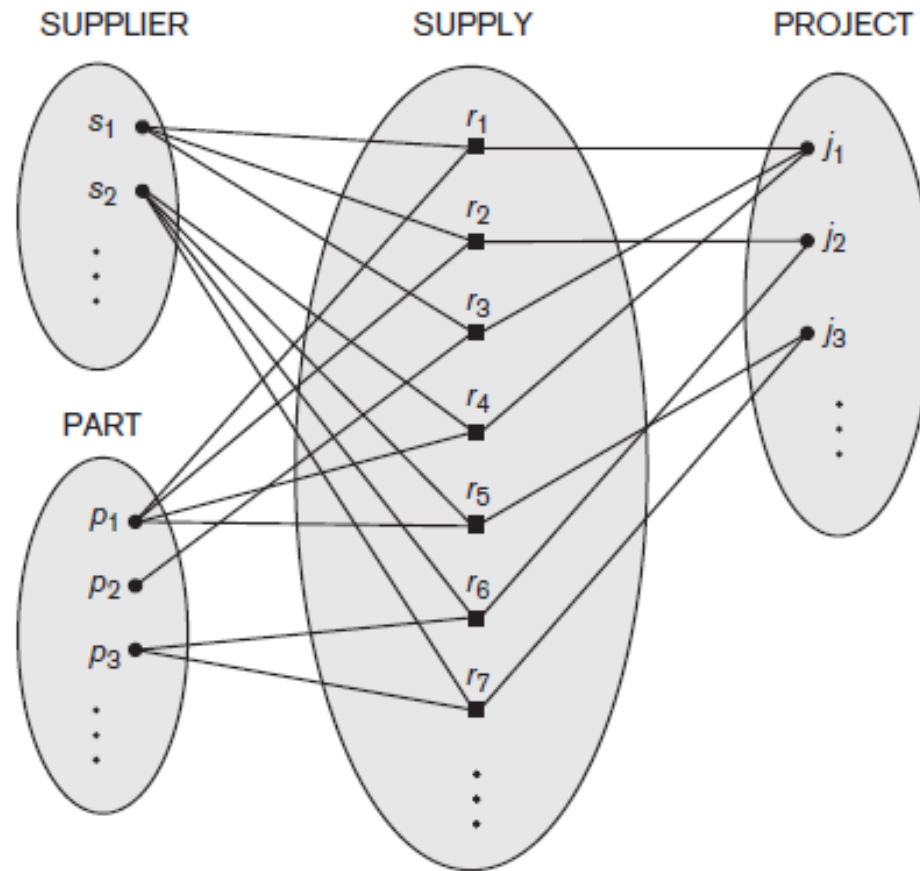 SUPPLIER
SUPPLY
PROJECT
s1
s2
PART
p1
p2
p3
r1
r2
r3
r4
r5
r6
r7
j1
j2
j3